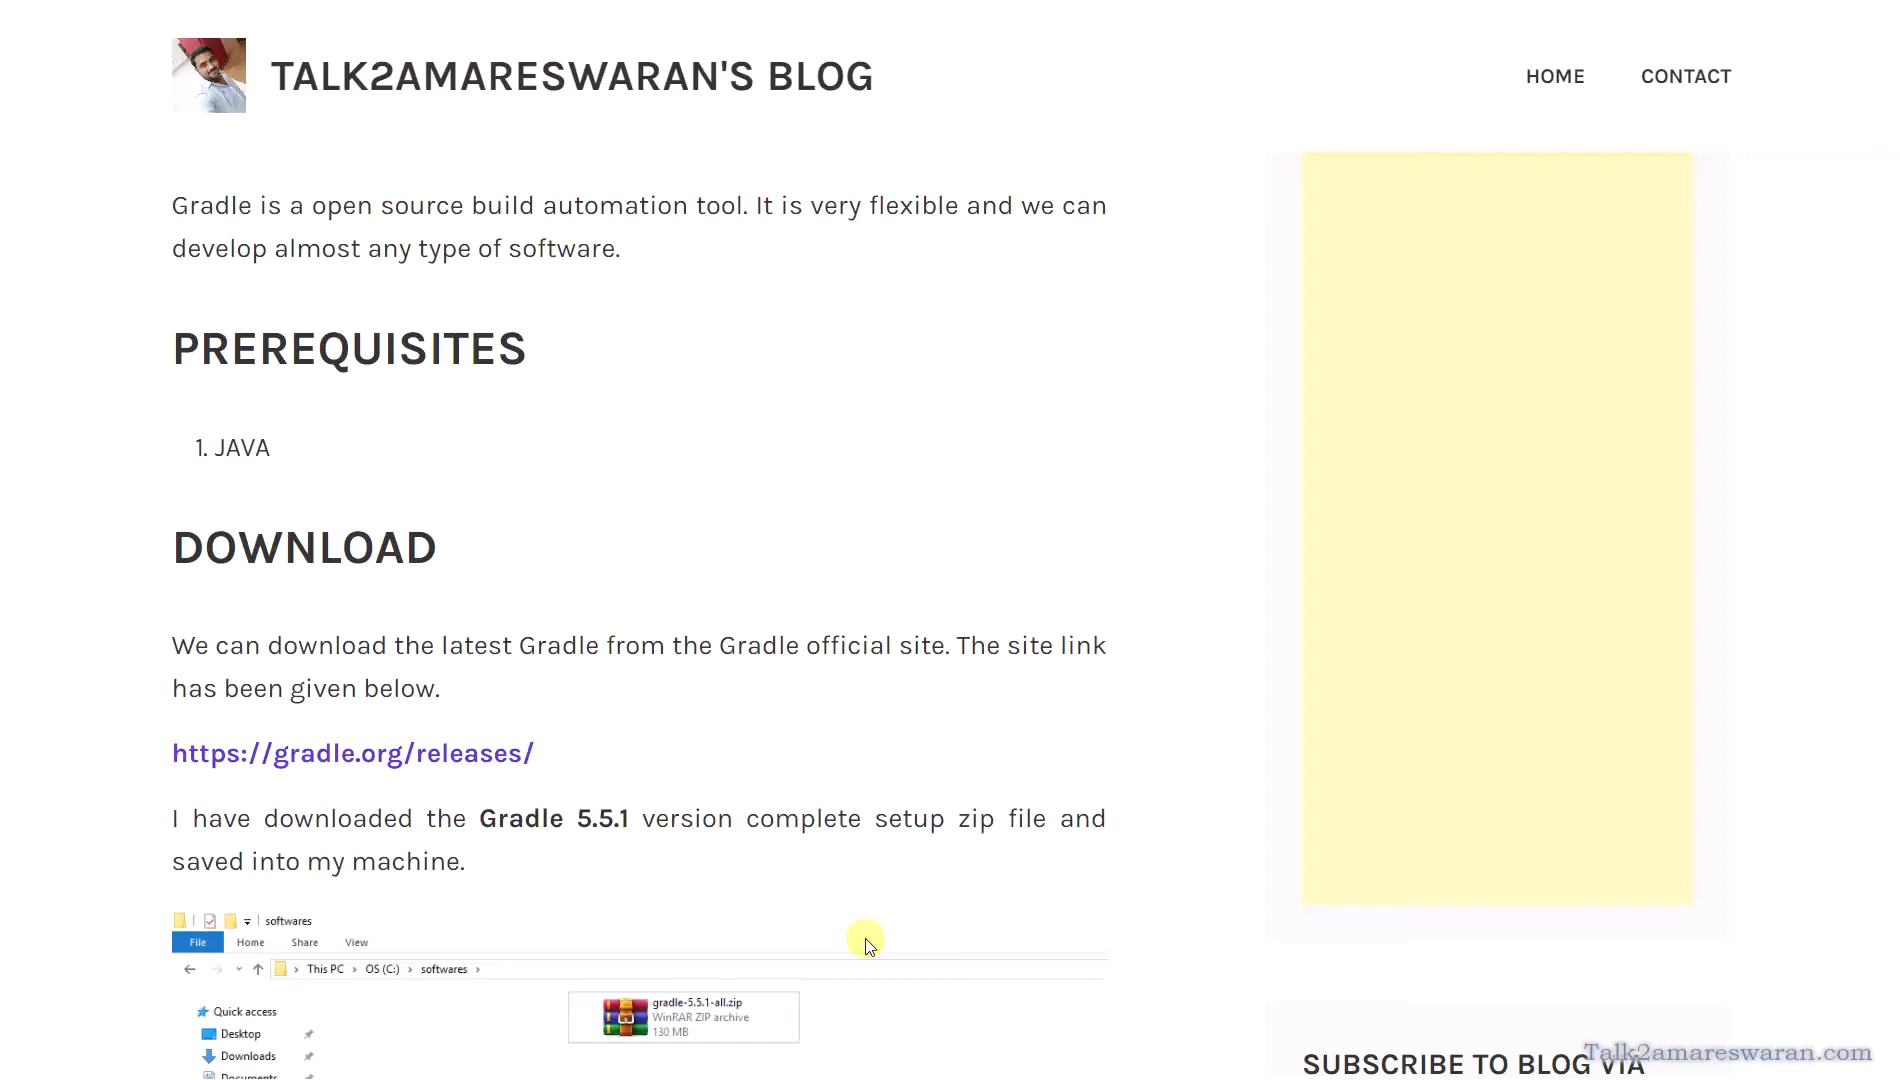 TALK2AMARESWARAN'S BLOG
HOME
CONTACT
Gradle is a open source build automation tool. It is very flexible and we can
develop almost any type of software.
PREREQUISITES
1. JAVA
DOWNLOAD
We can download the latest Gradle from the Gradle official site. The site link
has been given below.
https://gradle.org/releases/
I have downloaded the Gradle 5.5.1 version complete setup zip file and
saved into my machine.
softwares
File Home Share View
This PC > OS (C:) > softwares >
Quick access
Desktop
Downloads
Documents
gradle-5.5.1-all.zip
WinRAR ZIP archive
130 MB
SUBSCRIBE TO BLOG VIA
Talk2amareswaran.com